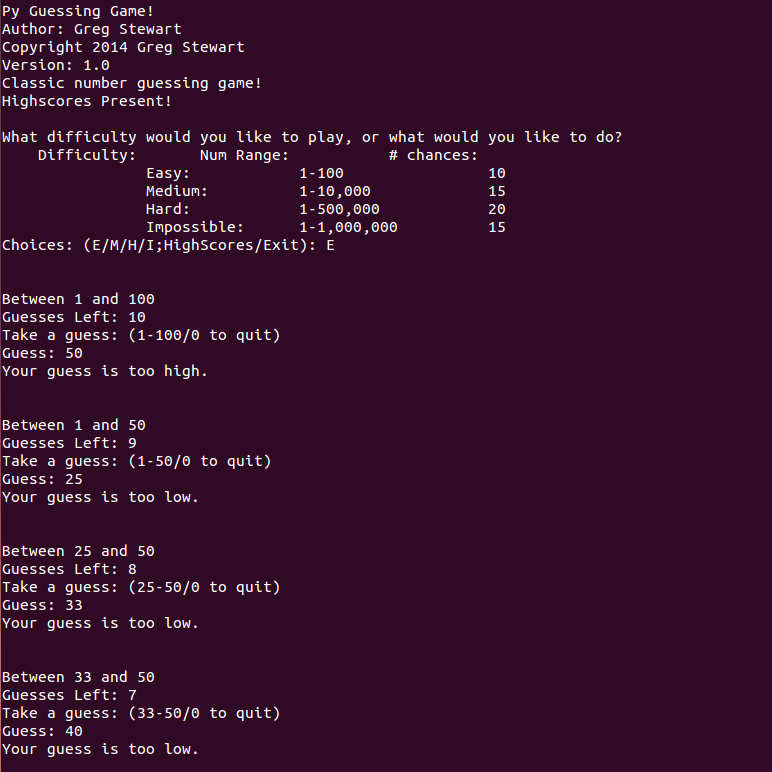 Py Guessing Game!
Author: Greg Stewart
Copyright 2014 Greg Stewart
Version: 1.0
Classic number guessing game!
Highscores Present!
What difficulty would you like to play, or what would you like to do?
Difficulty: Num Range: # chances:
Easy: 1-100 10
Medium: 1-10,000 15
Hard: 1-500,000 20
Impossible: 1-1,000,000 15
Choices: (E/M/H/I;HighScores/Exit): E
Between 1 and 100
Guesses Left: 10
Take a guess: (1-100/0 to quit)
Guess: 50
Your guess is too high.
Between 1 and 50
Guesses Left: 9
Take a guess: (1-50/0 to quit)
Guess: 25
Your guess is too low.
Between 25 and 50
Guesses Left: 8
Take a guess: (25-50/0 to quit)
Guess: 33
Your guess is too low.
Between 33 and 50
Guesses Left: 7
Take a guess: (33-50/0 to quit)
Guess: 40
Your guess is too low.